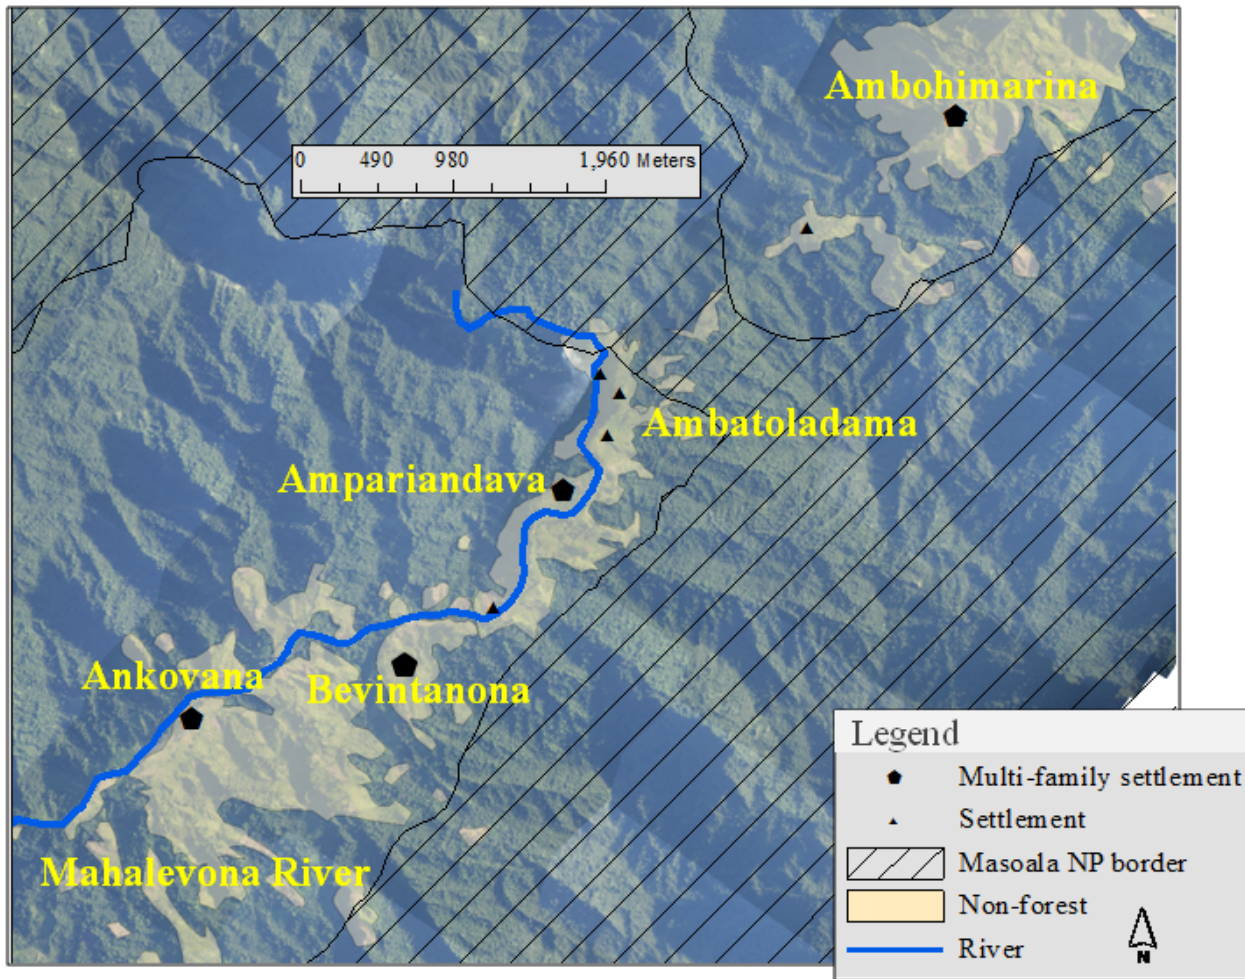 Ambohimarina
0 490 980 1,960 Meters
Ambatoladama
Ampariandava
Ankovana
Bevintanona
Mahalevona River
Legend
Multi-family settlement
Settlement
Masoala NP border
Non-forest
River
N